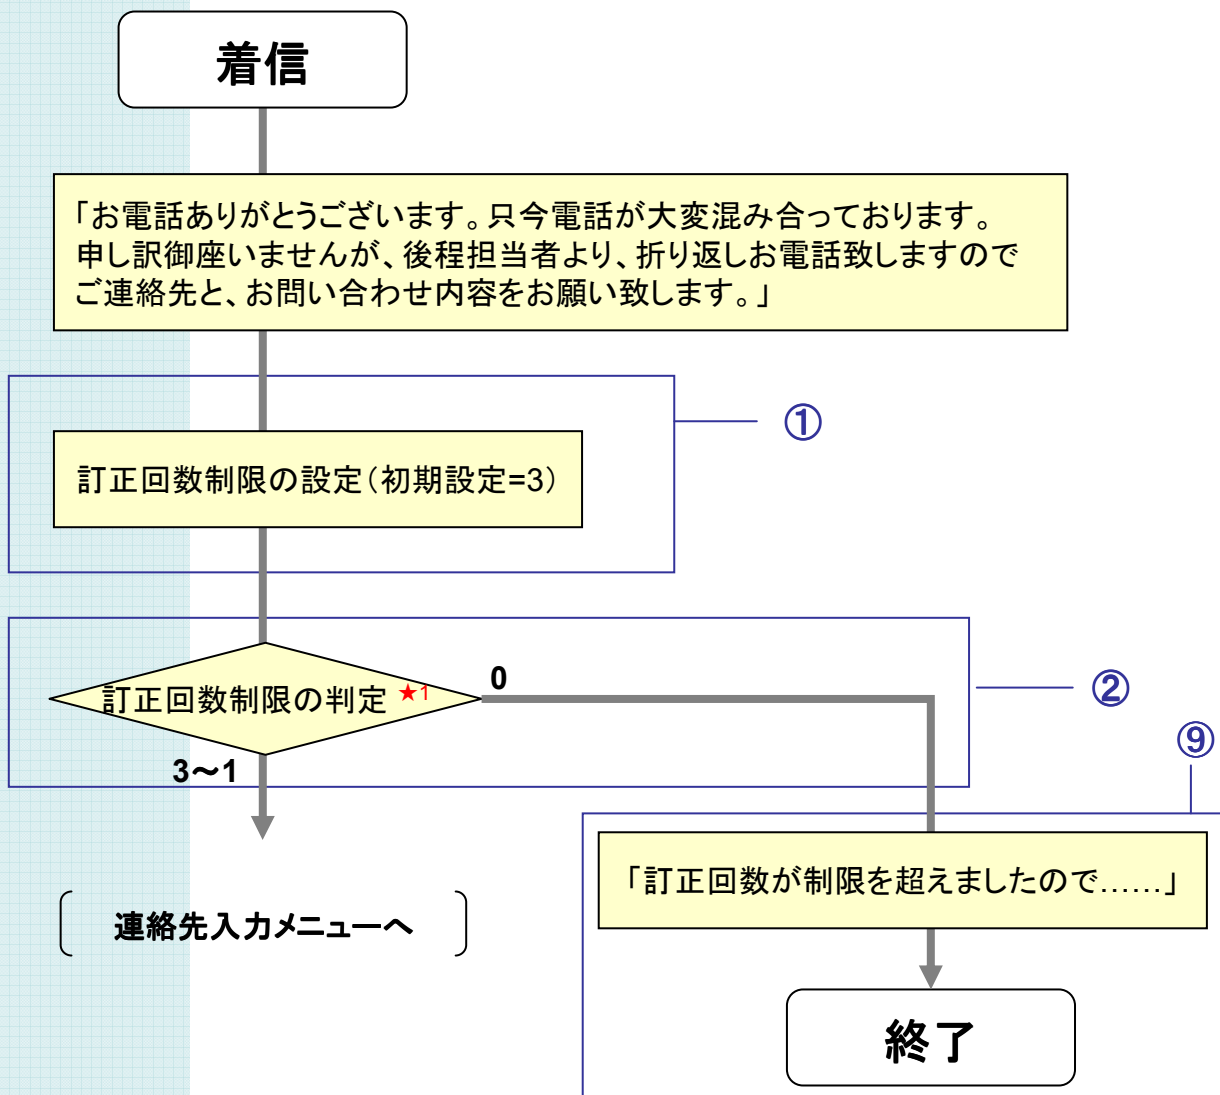 着信
「お電話ありがとうございます。只今電話が大変混み合っております。
申し訳御座いませんが、後程担当者より、折り返しお電話致しますので
ご連絡先と、お問い合わせ内容をお願い致します。」
①
訂正回数制限の設定（初期設定=3）
訂正回数制限の判定 ★1
0
②
3～1
⑨
「訂正回数が制限を超えましたので……」
連絡先入力メニューへ
終了